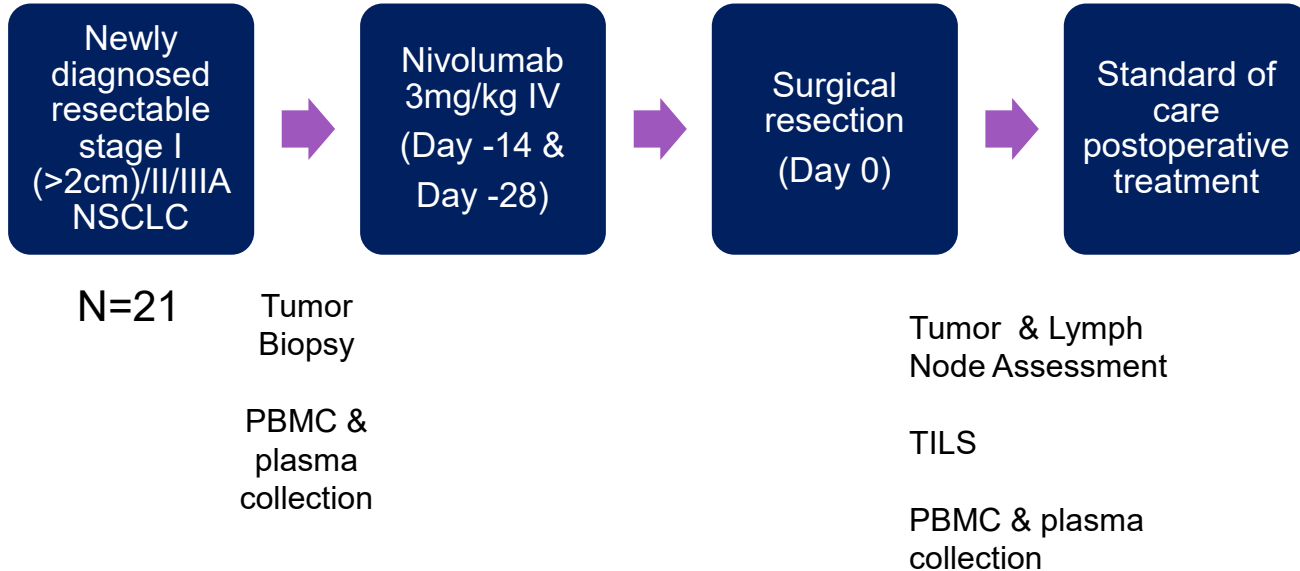 Newly
diagnosed
resectable
stage I
(>2cm)/II/IIIA
NSCLC
Nivolumab
3mg/kg IV
(Day -14 &
Day -28)
Surgical
resection
(Day 0)
Standard of
care
postoperative
treatment
N=21
Tumor
Biopsy
PBMC &
plasma
collection
Tumor & Lymph
Node Assessment
TILS
PBMC & plasma
collection